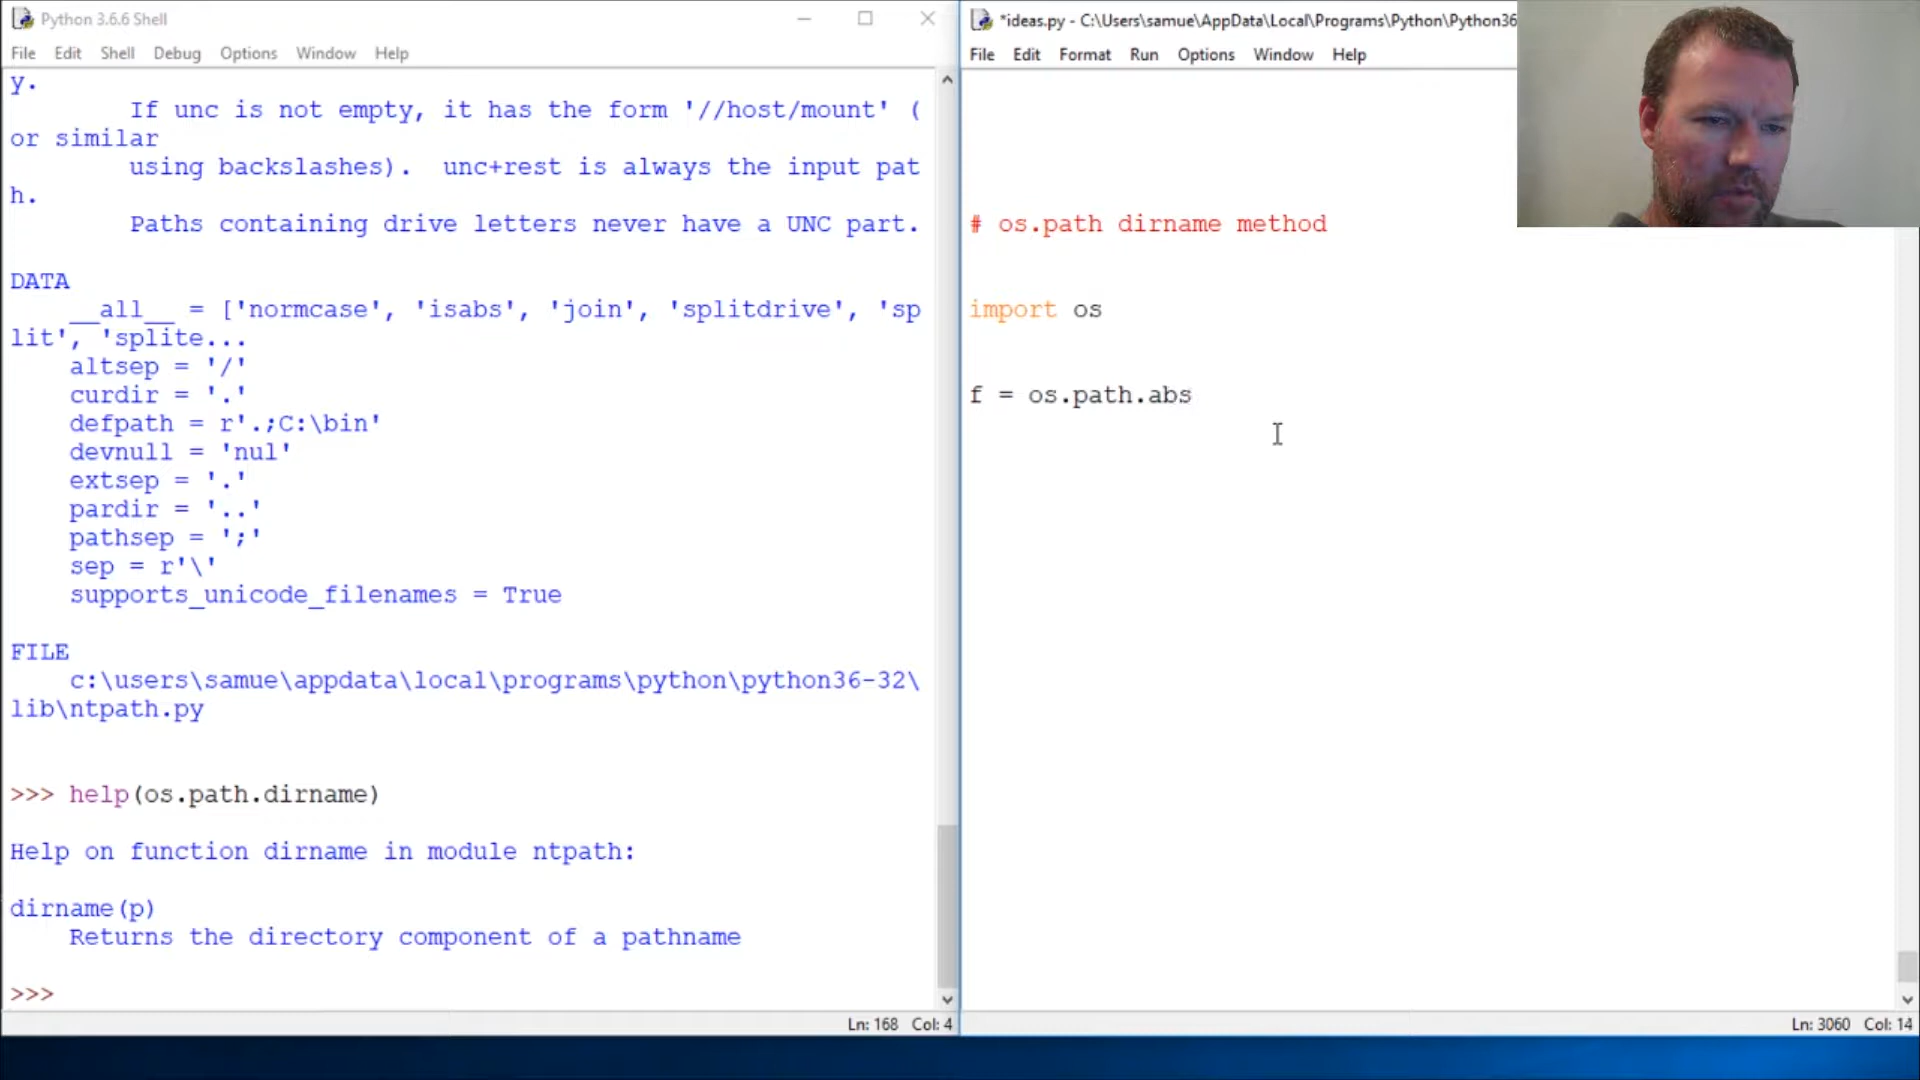 Python 3.6.6 Shell
File Edit Shell Debug Options Window Help
y.
If unc is not empty, it has the form '//host/mount' (
or similar
using backslashes).  unc+rest is always the input pat
h.
Paths containing drive letters never have a UNC part.
DATA
__all__ = ['normcase', 'isabs', 'join', 'splitdrive', 'sp
lit', 'splite...
altsep = '/'
curdir = '.'
defpath = r'.;C:\bin'
devnull = 'nul'
extsep = '.'
pardir = '..'
pathsep = ';'
sep = r'\'
supports_unicode_filenames = True
FILE
c:\users\samue\appdata\local\programs\python\python36-32\
lib\ntpath.py
>>> help(os.path.dirname)
Help on function dirname in module ntpath:
dirname(p)
Returns the directory component of a pathname
>>>
Ln: 168 Col: 4
*ideas.py - C:\Users\samue\AppData\Local\Programs\Python\Python36
File Edit Format Run Options Window Help
# os.path dirname method
import os
f = os.path.abs
Ln: 3060 Col: 14